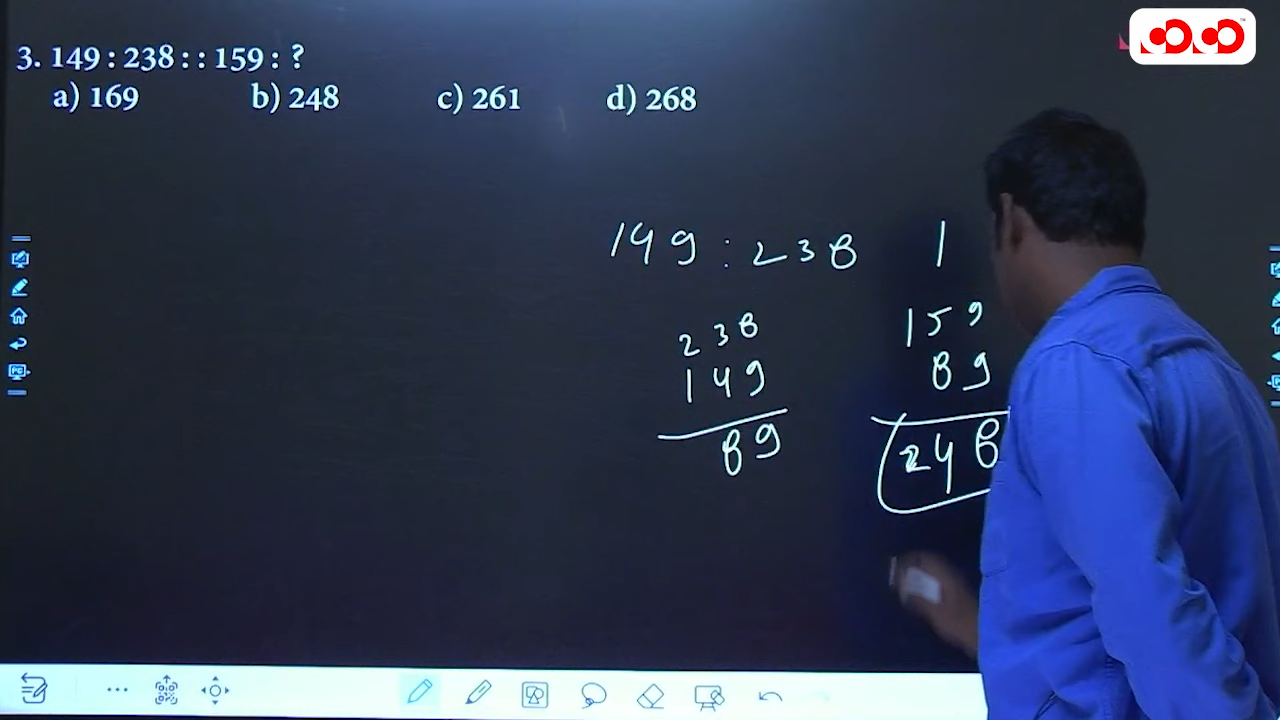 3. 149 : 238 : : 159 : ?
a) 169 b) 248 c) 261 d) 268
149 : 238 1
238
149
89
159
89
248